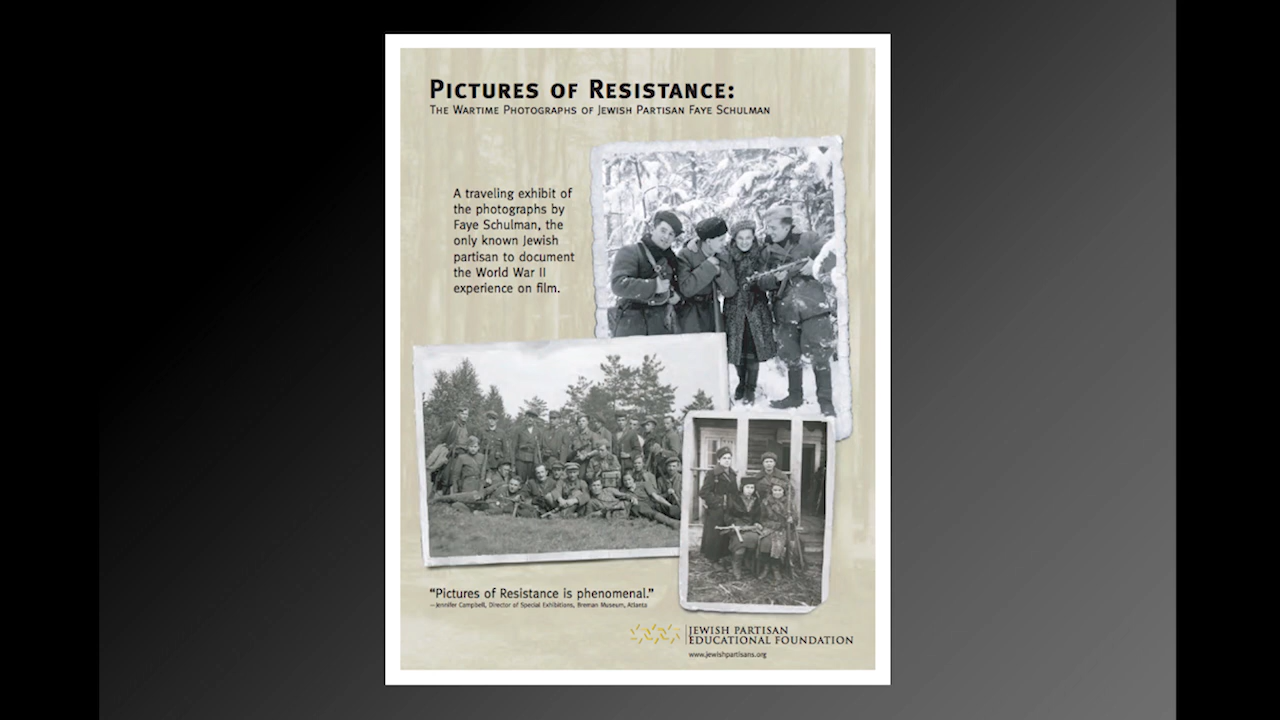 PICTURES OF RESISTANCE:
THE WARTIME PHOTOGRAPHS OF JEWISH PARTISAN FAYE SCHULMAN
A traveling exhibit of
the photographs by
Faye Schulman, the
only known Jewish
partisan to document
the World War II
experience on film.
“Pictures of Resistance is phenomenal.”
—Jennifer Campbell, Director of Special Exhibitions, Breman Museum, Atlanta
JEWISH PARTISAN
EDUCATIONAL FOUNDATION
www.jewishpartisans.org